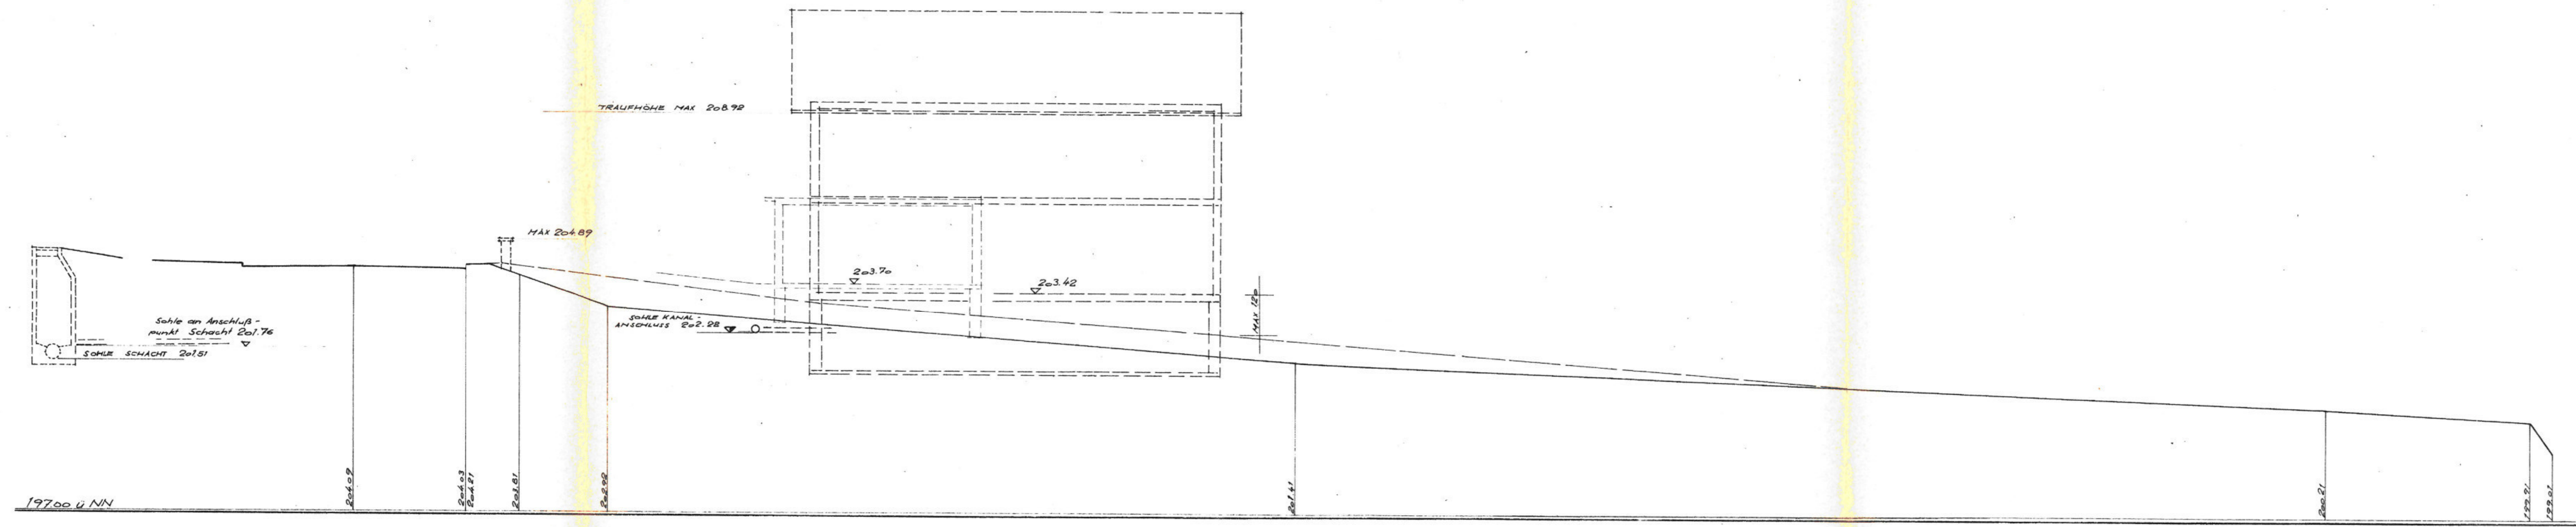 TRAUFHÖHE MAX 208.92
MAX 204.89
203.70
203.42
MAX 120
Sohle an Anschluß-
punkt Schacht 201.76
SOHLE SCHACHT 201.51
SOHLE KANAL-
ANSCHLUSS 202.28
204.09
204.03
204.21
203.81
202.92
201.41
200.21
199.91
199.01
197.00 ü NN